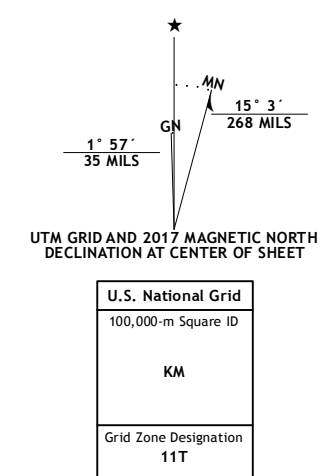 MN
GN
15° 3´
268 MILS
1° 57´
35 MILS
UTM GRID AND 2017 MAGNETIC NORTH
DECLINATION AT CENTER OF SHEET
U.S. National Grid
100,000-m Square ID
KM
Grid Zone Designation
11T